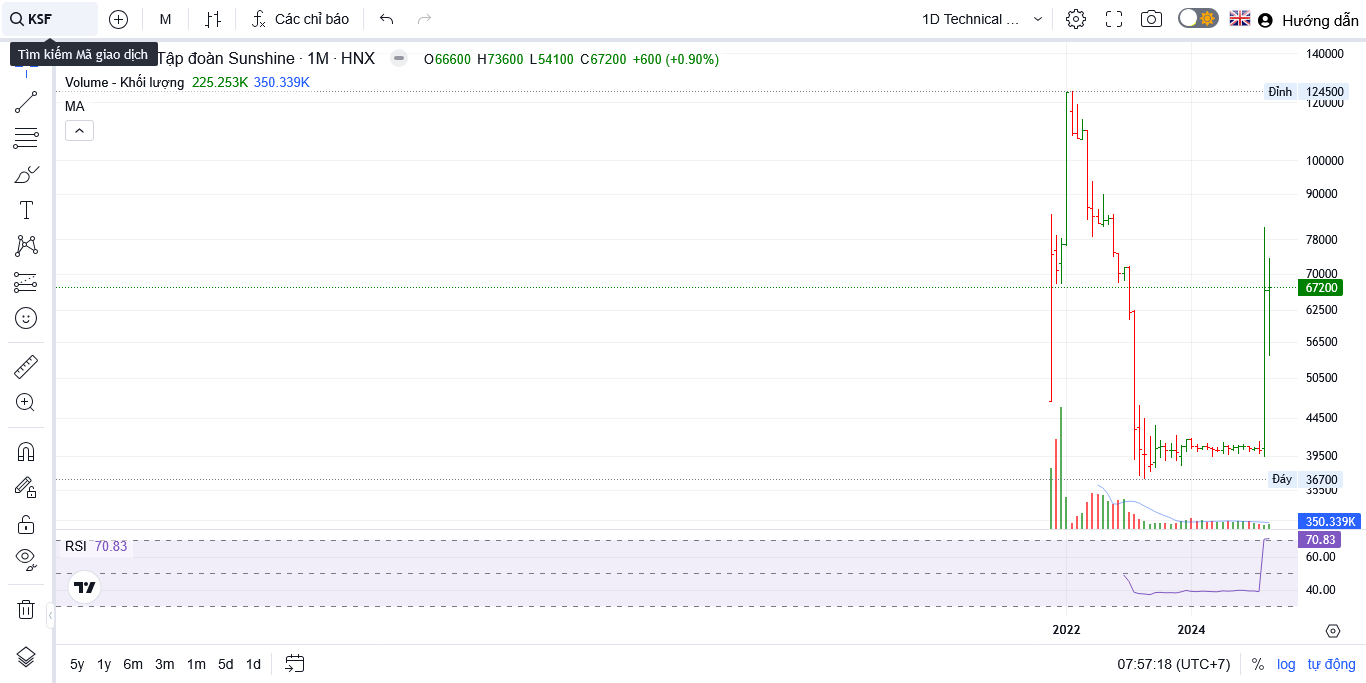 KSF M Các chỉ báo 1D Technical ... Hướng dẫn
Tìm kiếm Mã giao dịch
Tập đoàn Sunshine · 1M · HNX O66600 H73600 L54100 C67200 +600 (+0.90%)
Volume - Khối lượng 225.253K 350.339K
MA
140000
Đỉnh 124500
120000
100000
90000
78000
70000
67200
62500
56500
50500
44500
39500
Đáy 36700
35500
350.339K
RSI 70.83
70.83
60.00
40.00
2022 2024
5y 1y 6m 3m 1m 5d 1d 07:57:18 (UTC+7) % log tự động